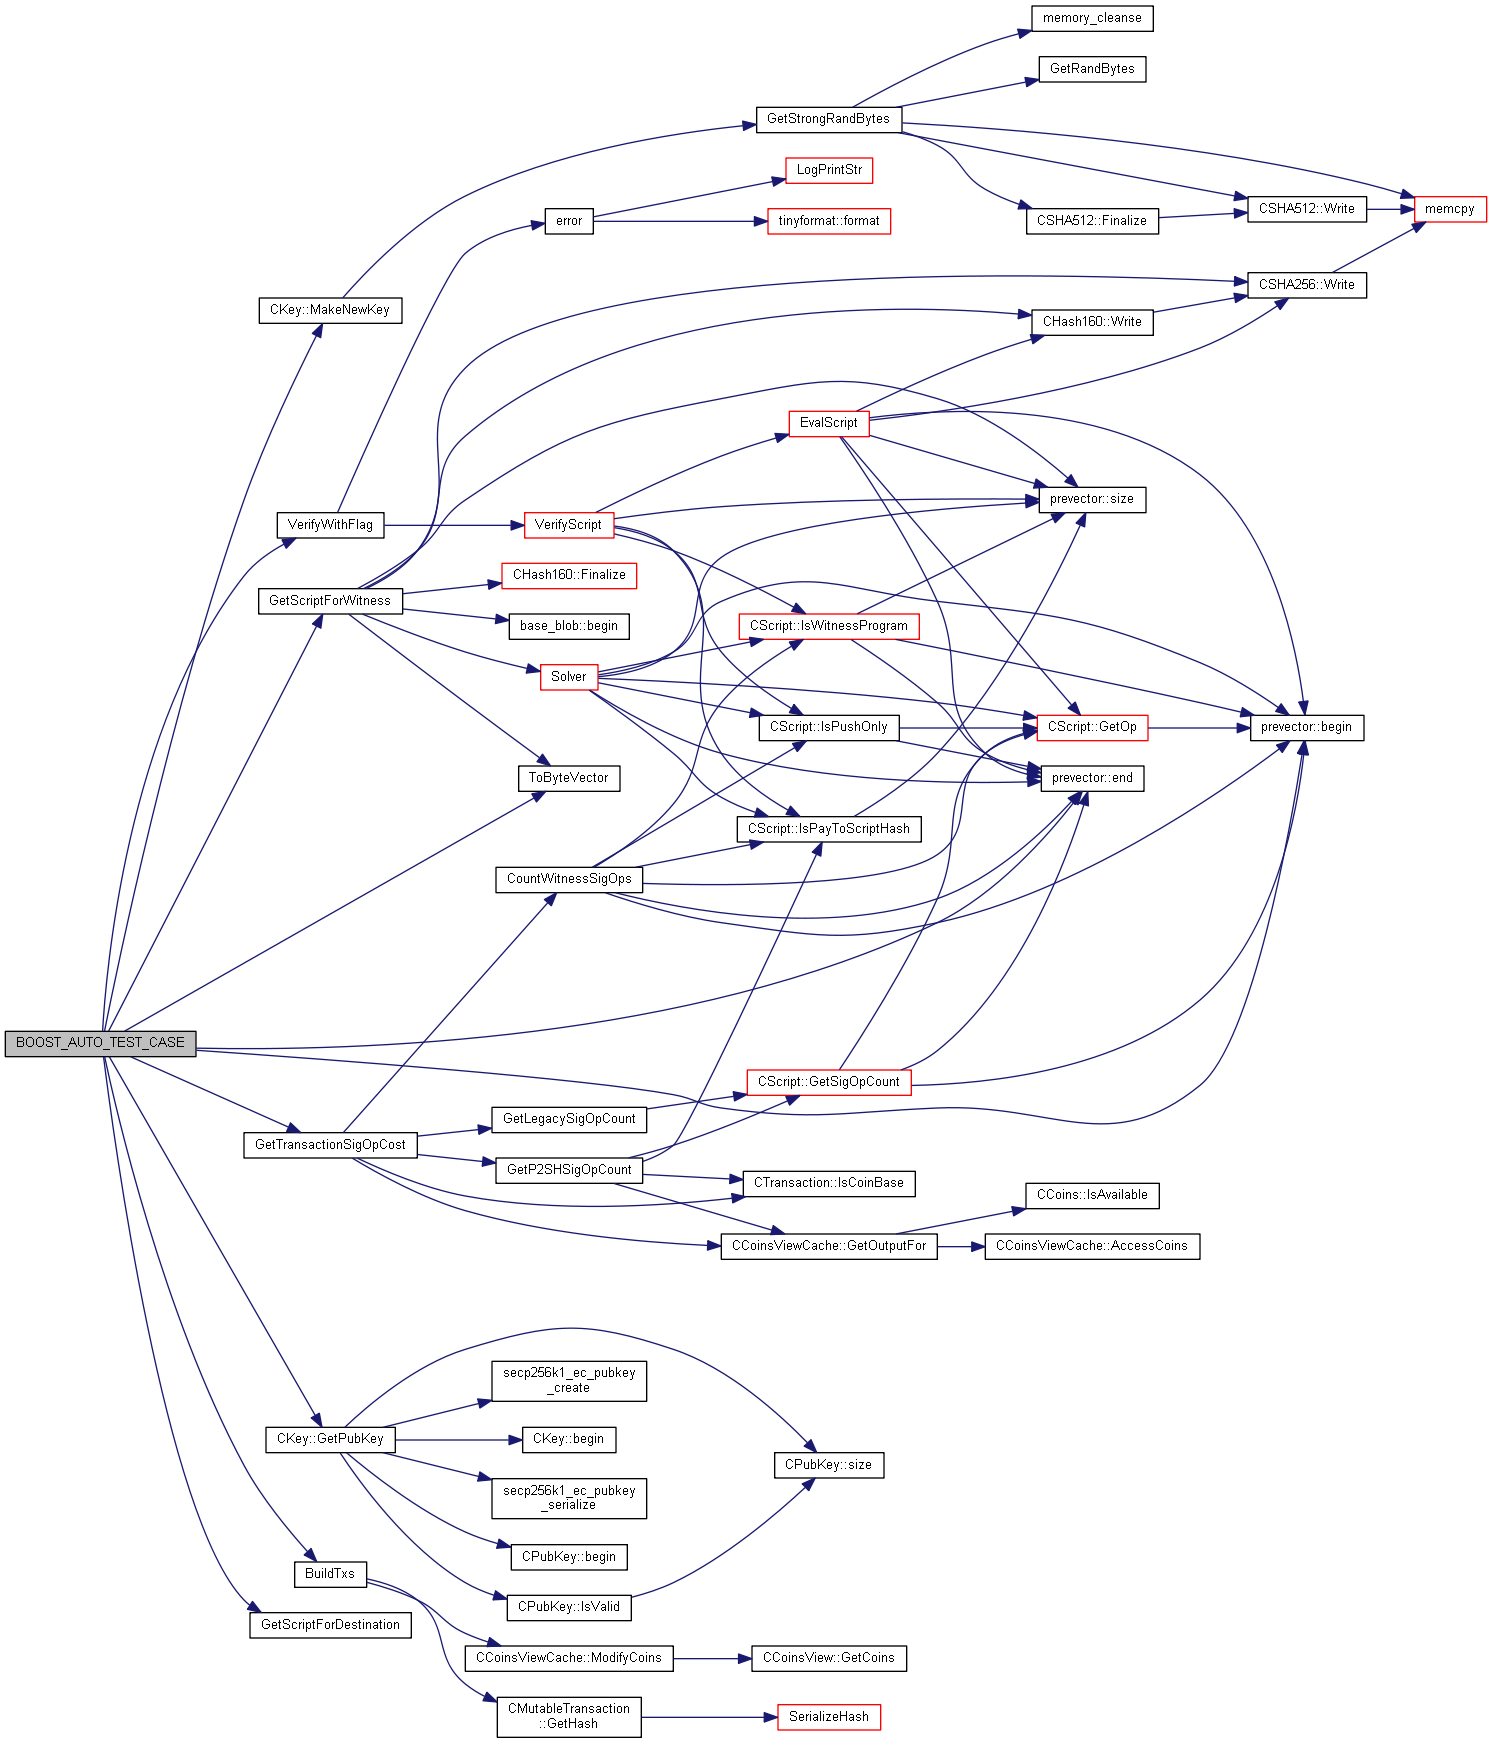 memory_cleanse
GetRandBytes
GetStrongRandBytes
LogPrintStr
error
tinyformat::format
CSHA512::Finalize
CSHA512::Write
memcpy
CSHA256::Write
CKey::MakeNewKey
CHash160::Write
EvalScript
prevector::size
VerifyWithFlag
VerifyScript
CHash160::Finalize
GetScriptForWitness
base_blob::begin
CScript::IsWitnessProgram
Solver
CScript::IsPushOnly
CScript::GetOp
prevector::begin
ToByteVector
prevector::end
CScript::IsPayToScriptHash
CountWitnessSigOps
BOOST_AUTO_TEST_CASE
CScript::GetSigOpCount
GetLegacySigOpCount
GetTransactionSigOpCost
GetP2SHSigOpCount
CTransaction::IsCoinBase
CCoins::IsAvailable
CCoinsViewCache::GetOutputFor
CCoinsViewCache::AccessCoins
secp256k1_ec_pubkey
_create
CKey::GetPubKey
CKey::begin
CPubKey::size
secp256k1_ec_pubkey
_serialize
CPubKey::begin
BuildTxs
CPubKey::IsValid
GetScriptForDestination
CCoinsViewCache::ModifyCoins
CCoinsView::GetCoins
CMutableTransaction
::GetHash
SerializeHash